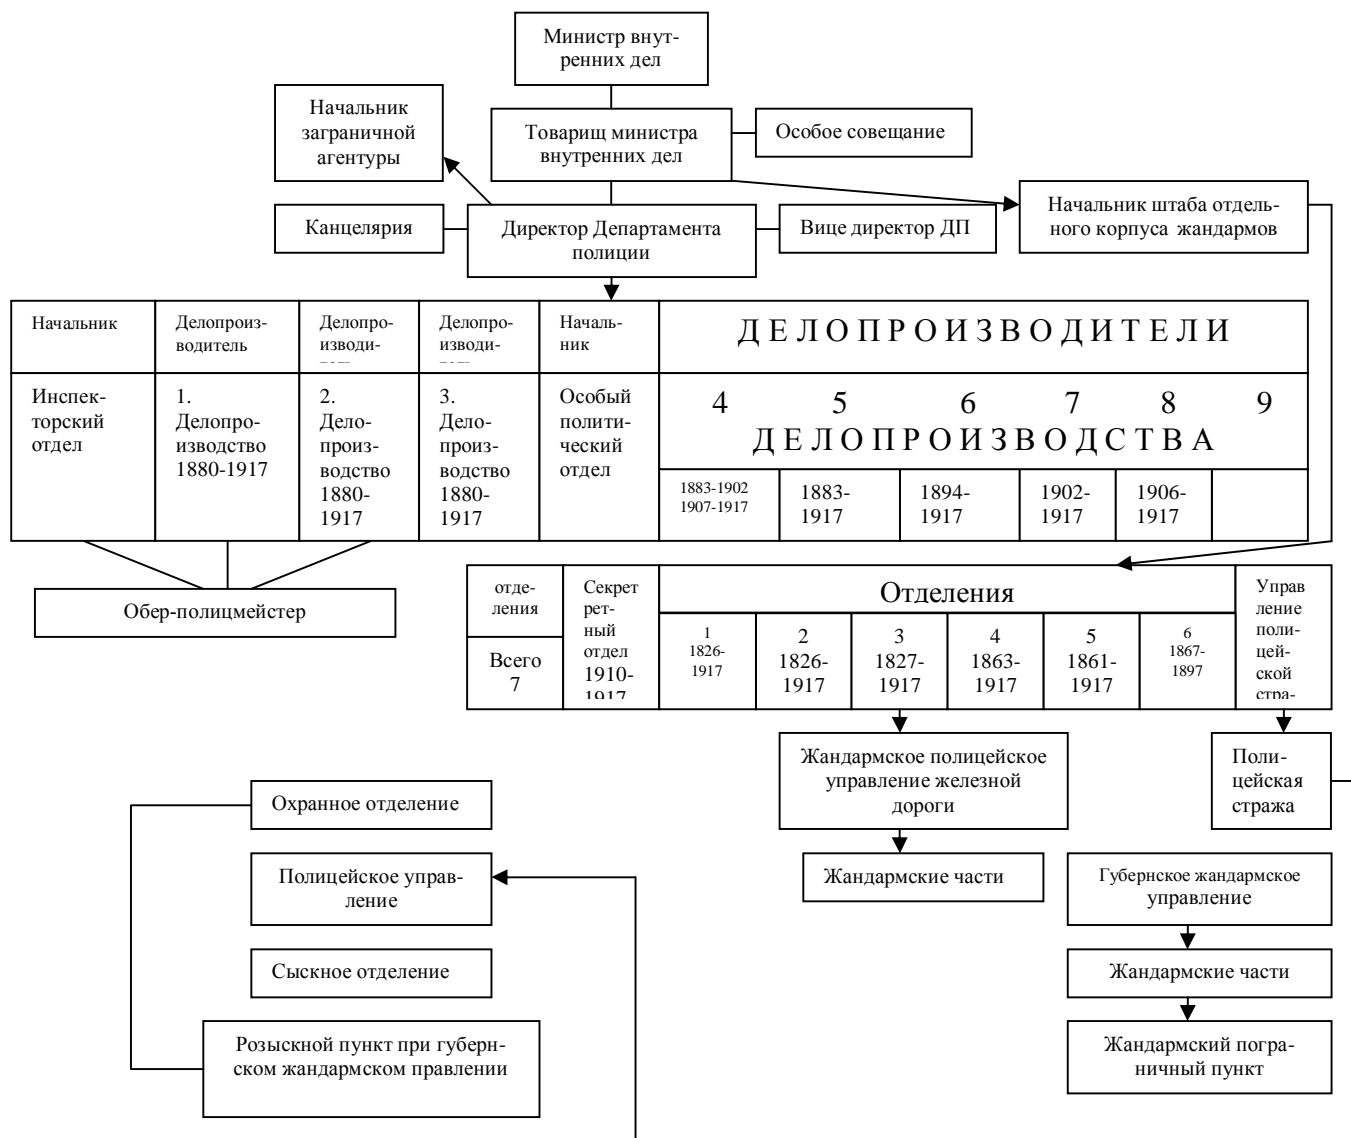 Министр внут-
ренних дел
Начальник
заграничной
агентуры
Товарищ министра
внутренних дел
Особое совещание
Канцелярия
Директор Департамента
полиции
Вице директор ДП
Начальник штаба отдель-
ного корпуса жандармов
Начальник
Делопроиз-
водитель
Делопро-
изводи-
Делопро-
изводи-
Началь-
ник
ДЕЛОПРОИЗВОДИТЕЛИ
Инспек-
торский
отдел
1.
Делопро-
изводство
1880-1917
2.
Дело-
произ-
водство
1880-
1917
3.
Дело-
произ-
водство
1880-
1917
Особый
полити-
ческий
отдел
4 5 6 7 8 9
ДЕЛОПРОИЗВОДСТВА
1883-1902
1907-1917
1883-
1917
1894-
1917
1902-
1917
1906-
1917
Обер-полицмейстер
отде-
ления
Всего
7
Секрет
рет-
ный
отдел
1910-
1917
Отделения
1
1826-
1917
2
1826-
1917
3
1827-
1917
4
1863-
1917
5
1861-
1917
6
1867-
1897
Управ
ление
поли-
цей-
ской
стра-
Жандармское полицейское
управление железной
дороги
Поли-
цейская
стража
Охранное отделение
Полицейское управ-
ление
Жандармские части
Губернское жандармское
управление
Сыскное отделение
Жандармские части
Розыскной пункт при губерн-
ском жандармском правлении
Жандармский погра-
ничный пункт